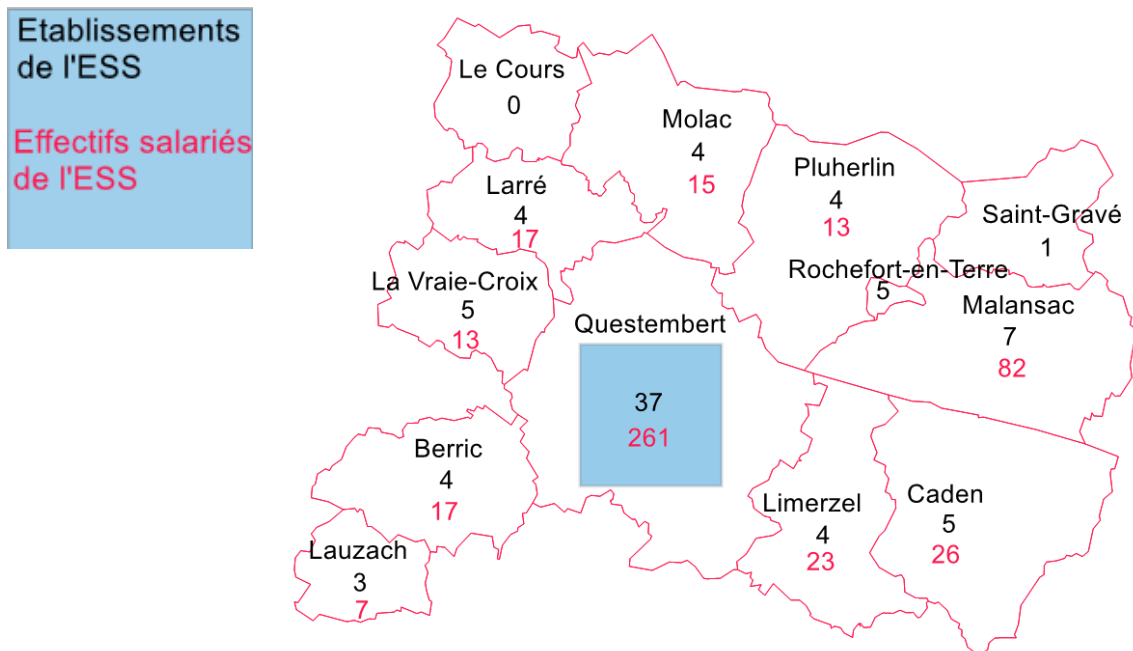 Etablissements
de l'ESS
Effectifs salariés
de l'ESS
Le Cours
0
Molac
4
15
Pluherlin
4
13
Larré
4
17
Saint-Gravé
1
La Vraie-Croix
5
13
Rochefort-en-Terre
5
Malansac
7
82
Questembert
37
261
Berric
4
17
Limerzel
4
23
Caden
5
26
Lauzach
3
7